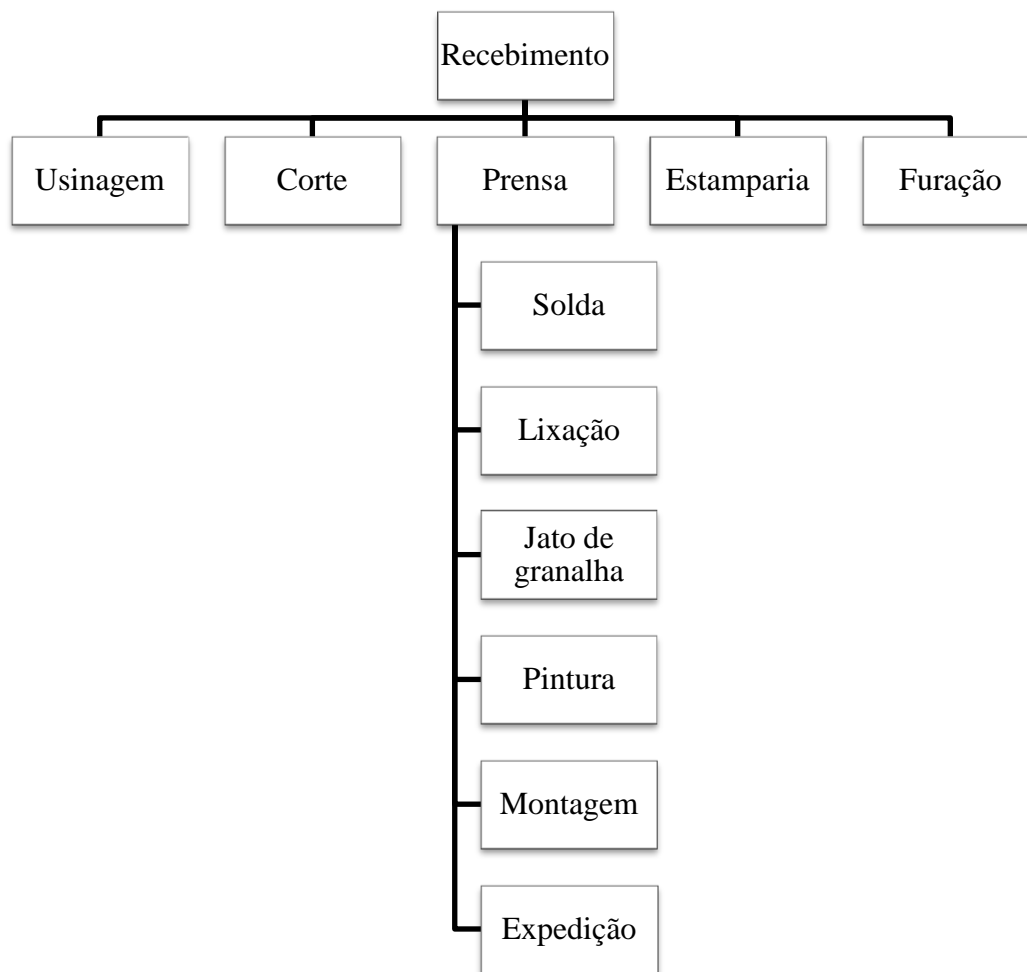 Recebimento
Usinagem
Corte
Prensa
Estamparia
Furação
Solda
Lixação
Jato de
granalha
Pintura
Montagem
Expedição